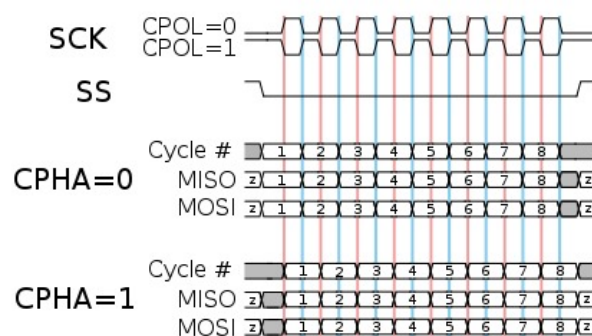 SCK CPOL=0
CPOL=1
SS
Cycle # 1 2 3 4 5 6 7 8
CPHA=0 MISO z 1 2 3 4 5 6 7 8 z
MOSI z 1 2 3 4 5 6 7 8 z
Cycle # 1 2 3 4 5 6 7 8
CPHA=1 MISO z 1 2 3 4 5 6 7 8 z
MOSI z 1 2 3 4 5 6 7 8 z